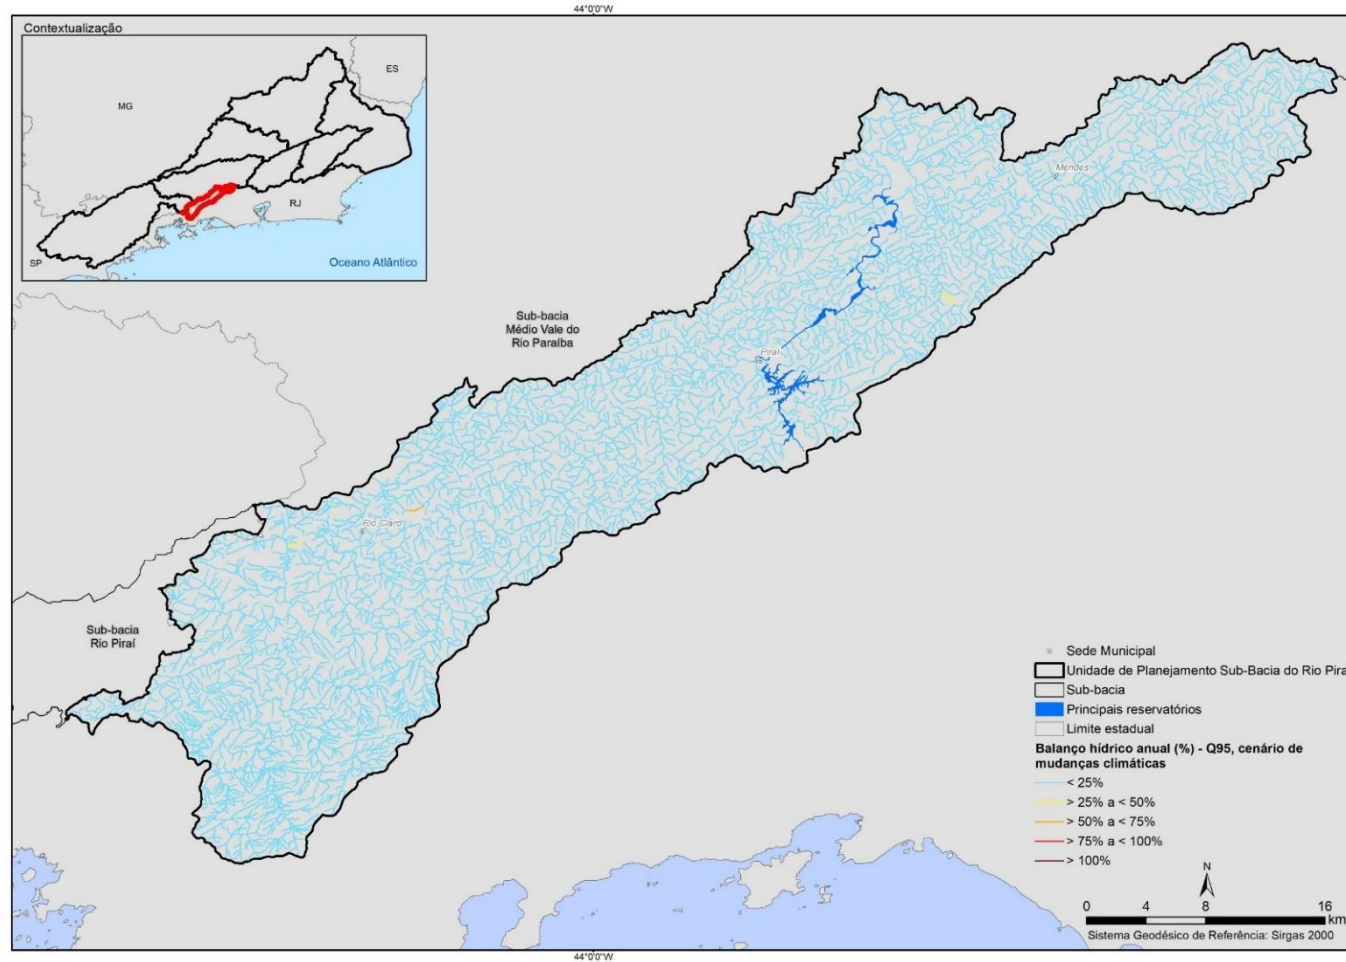 44°0'0"W
Contextualização
ES
MG
RJ
SP
Oceano Atlântico
Mendes
Sub-bacia
Médio Vale do
Rio Paraíba
Piraí
Rio Claro
Sub-bacia
Rio Piraí
Sede Municipal
Unidade de Planejamento Sub-Bacia do Rio Pira
Sub-bacia
Principais reservatórios
Limite estadual
Balanço hídrico anual (%) - Q95, cenário de
mudanças climáticas
< 25%
> 25% a < 50%
> 50% a < 75%
> 75% a < 100%
> 100%
N
0 4 8 16
km
Sistema Geodésico de Referência: Sirgas 2000
44°0'0"W